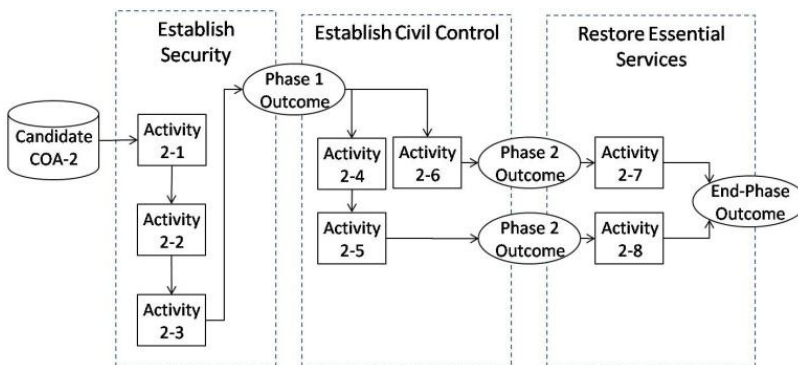 Establish
Security
Establish Civil Control
Restore Essential
Services
Phase 1
Outcome
Candidate
COA-2
Activity
2-1
Activity
2-2
Activity
2-3
Activity
2-4
Activity
2-6
Activity
2-5
Phase 2
Outcome
Phase 2
Outcome
Activity
2-7
Activity
2-8
End-Phase
Outcome